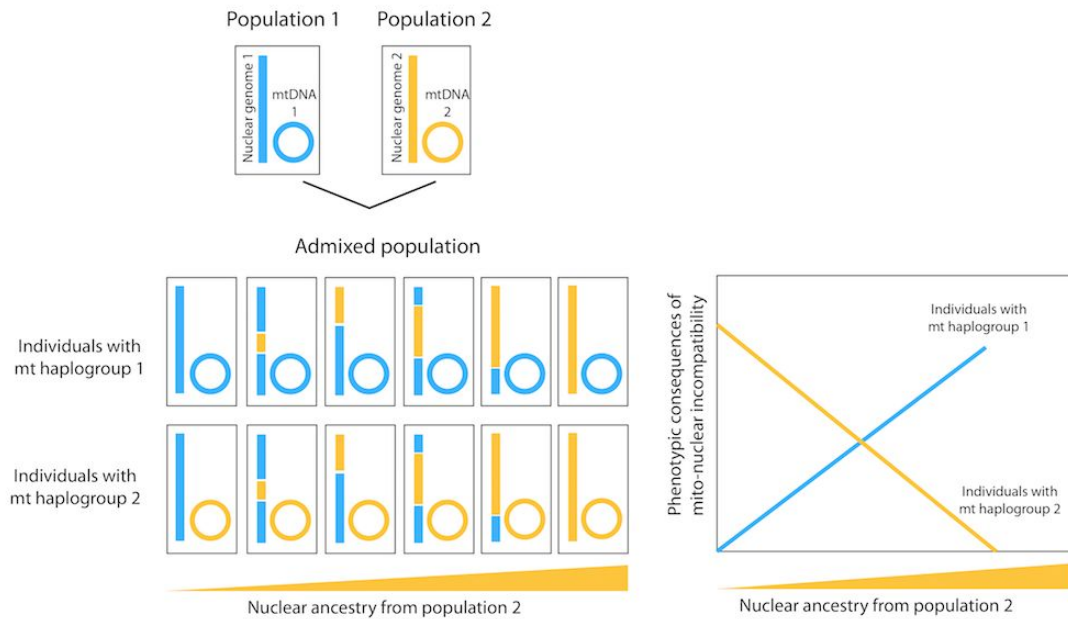 Population 1
Population 2
Nuclear genome 1
mtDNA
1
Nuclear genome 2
mtDNA
2
Admixed population
Individuals with
mt haplogroup 1
Individuals with
mt haplogroup 2
Nuclear ancestry from population 2
Phenotypic consequences of
mito-nuclear incompatibility
Individuals with
mt haplogroup 1
Individuals with
mt haplogroup 2
Nuclear ancestry from population 2